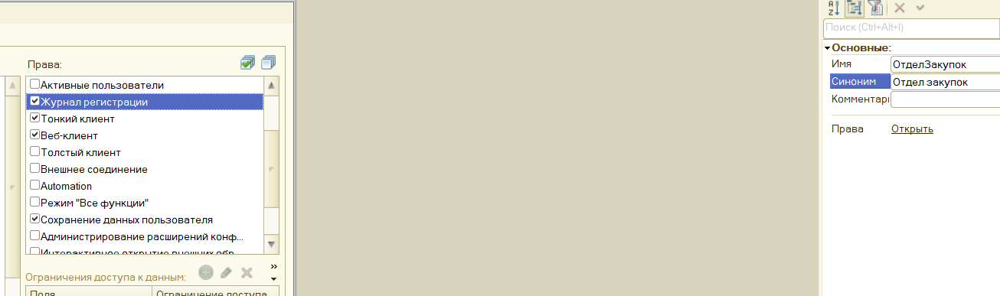 Права:
Активные пользователи
Журнал регистрации
Тонкий клиент
Веб-клиент
Толстый клиент
Внешнее соединение
Automation
Режим "Все функции"
Сохранение данных пользователя
Администрирование расширений конф...
Интерактивное открытие внешних обр...
Ограничения доступа к данным:
Поля
Ограничение доступа
Поиск (Ctrl+Alt+I)
Основные:
Имя ОтделЗакупок
Синоним Отдел закупок
Комментари
Права Открыть